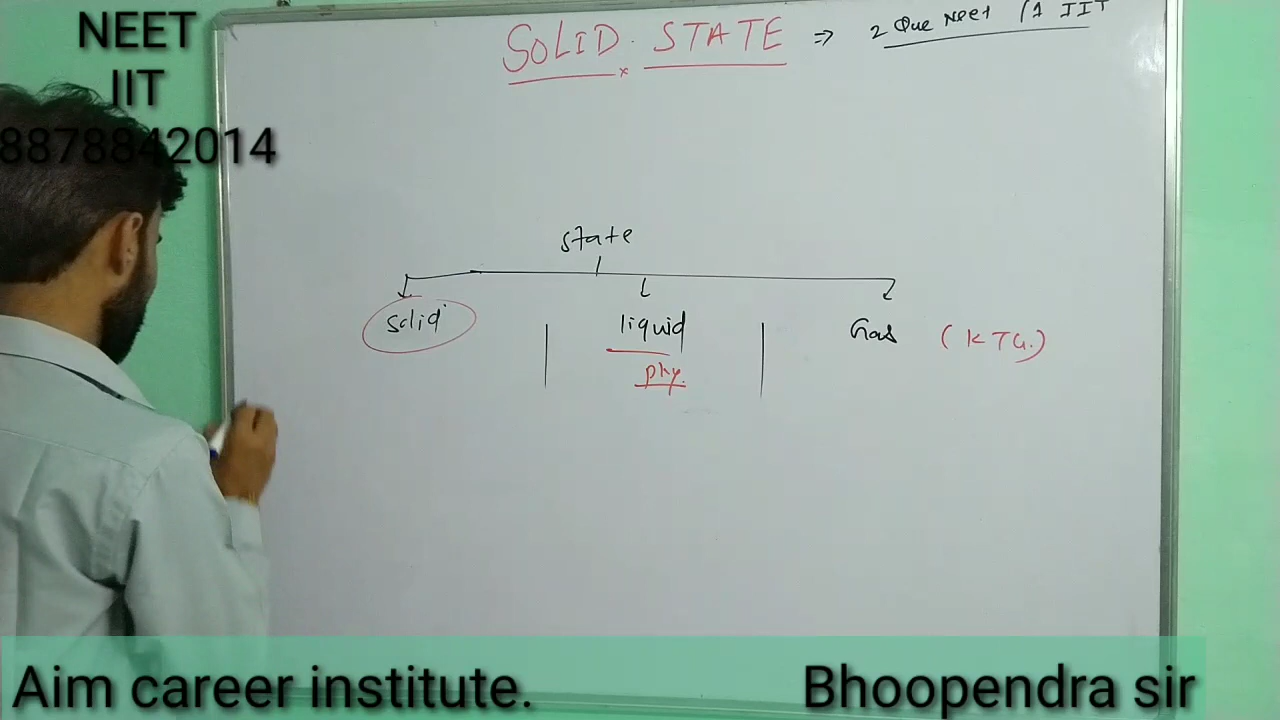 NEET
IIT
8878842014
SOLID STATE ⇒ 2 Que Neet / 1 IIT
state
solid liquid Gas (KTG.)
phy.
Aim career institute. Bhoopendra sir